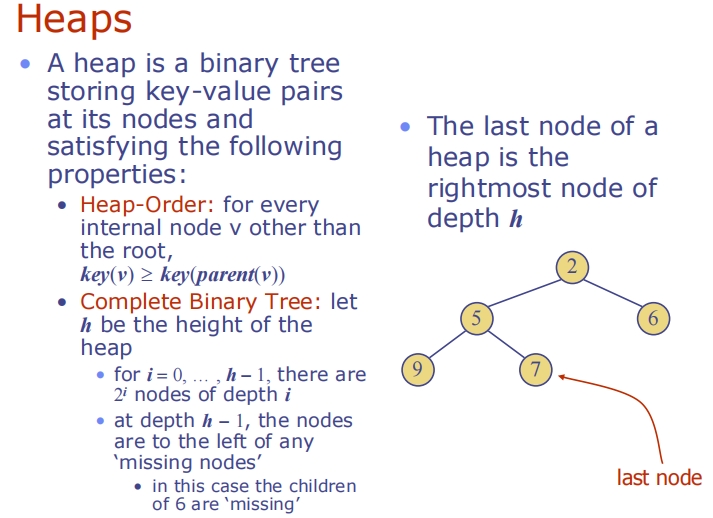 Heaps
• A heap is a binary tree
storing key-value pairs
at its nodes and
satisfying the following
properties:
• Heap-Order: for every
internal node v other than
the root,
key(v) ≥ key(parent(v))
• Complete Binary Tree: let
h be the height of the
heap
• for i = 0, … , h – 1, there are
2ⁱ nodes of depth i
• at depth h – 1, the nodes
are to the left of any
‘missing nodes’
• in this case the children
of 6 are ‘missing’
• The last node of a
heap is the
rightmost node of
depth h
2
5
6
9
7
last node